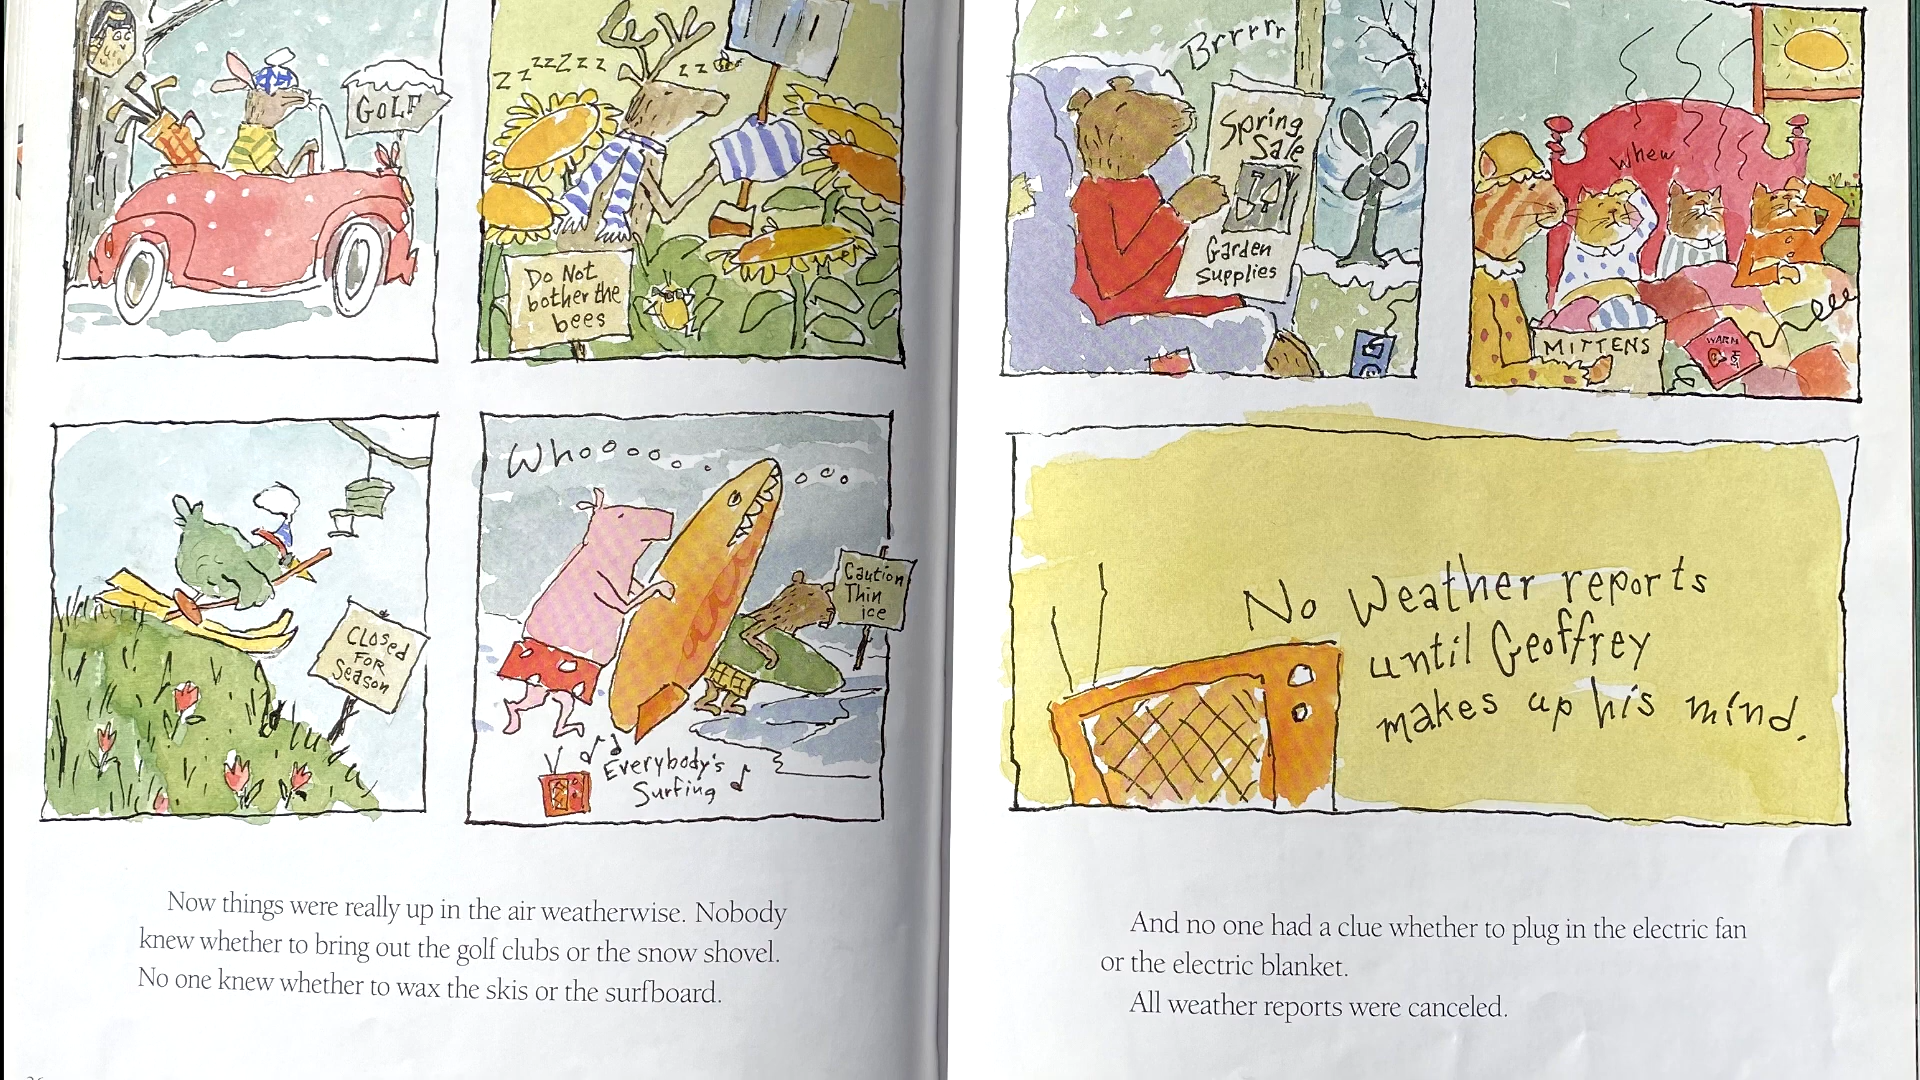 GOLF
zzzzzzz
zzz
Do Not
bother the
bees
CLOSED
FOR
Season
Whoooooo.ooo
Caution
Thin
ice
Everybody's
Surfing
Now things were really up in the air weatherwise. Nobody
knew whether to bring out the golf clubs or the snow shovel.
No one knew whether to wax the skis or the surfboard.
Brrrrr
Spring
Sale
Garden
Supplies
Whew
MITTENS
WARM
No Weather reports
until Geoffrey
makes up his mind.
And no one had a clue whether to plug in the electric fan
or the electric blanket.
All weather reports were canceled.